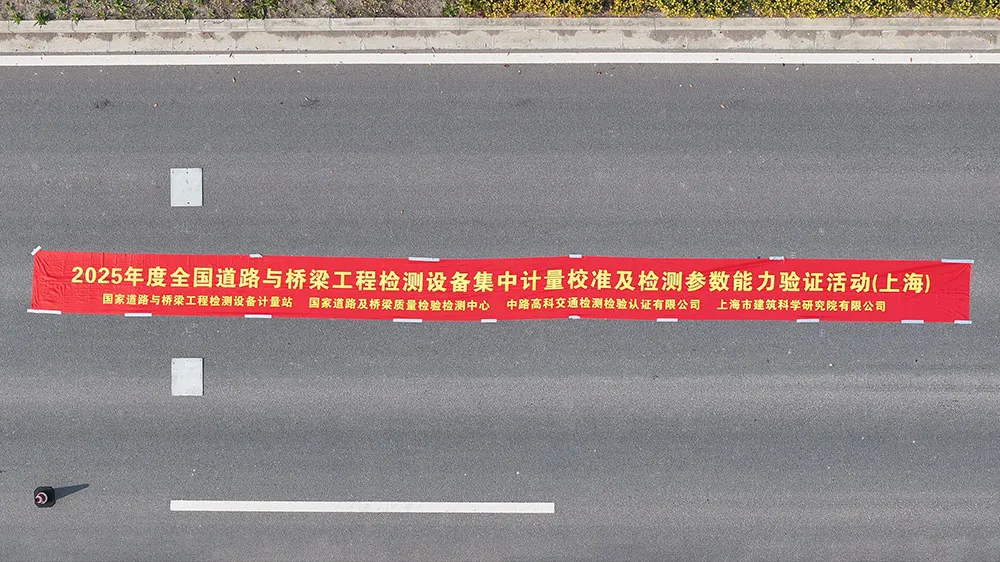 2025年度全国道路与桥梁工程检测设备集中计量校准及检测参数能力验证活动(上海)
国家道路与桥梁工程检测设备计量站 国家道路及桥梁质量检验检测中心 中路高科交通检测检验认证有限公司 上海市建筑科学研究院有限公司